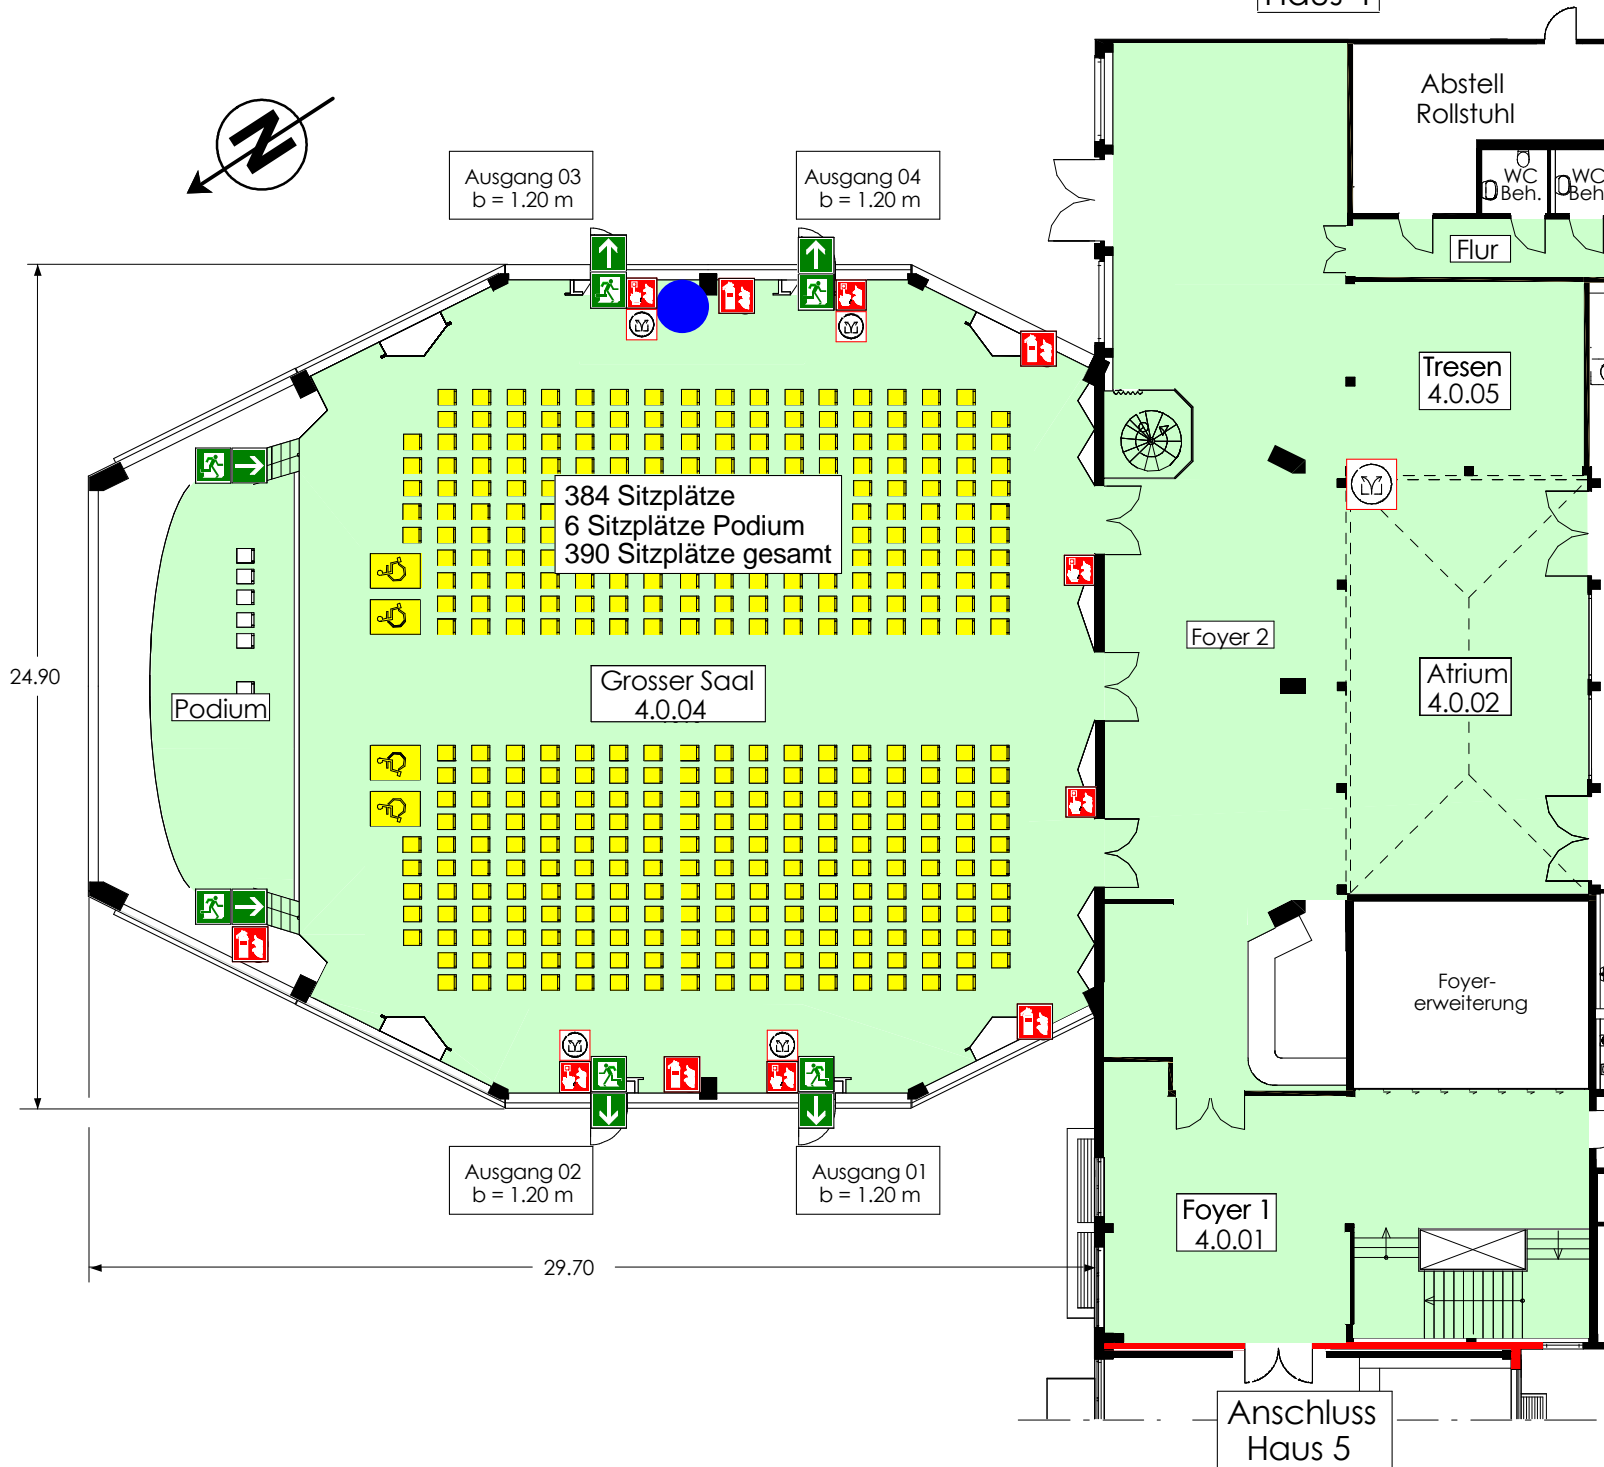 Haus 4
Abstell
Rollstuhl
N
Ausgang 03
b = 1.20 m
Ausgang 04
b = 1.20 m
WC
Beh.
WC
Beh.
Flur
Tresen
4.0.05
384 Sitzplätze
6 Sitzplätze Podium
390 Sitzplätze gesamt
Foyer 2
24.90
Grosser Saal
4.0.04
Atrium
4.0.02
Podium
Foyer-
erweiterung
Ausgang 02
b = 1.20 m
Ausgang 01
b = 1.20 m
Foyer 1
4.0.01
29.70
Anschluss
Haus 5